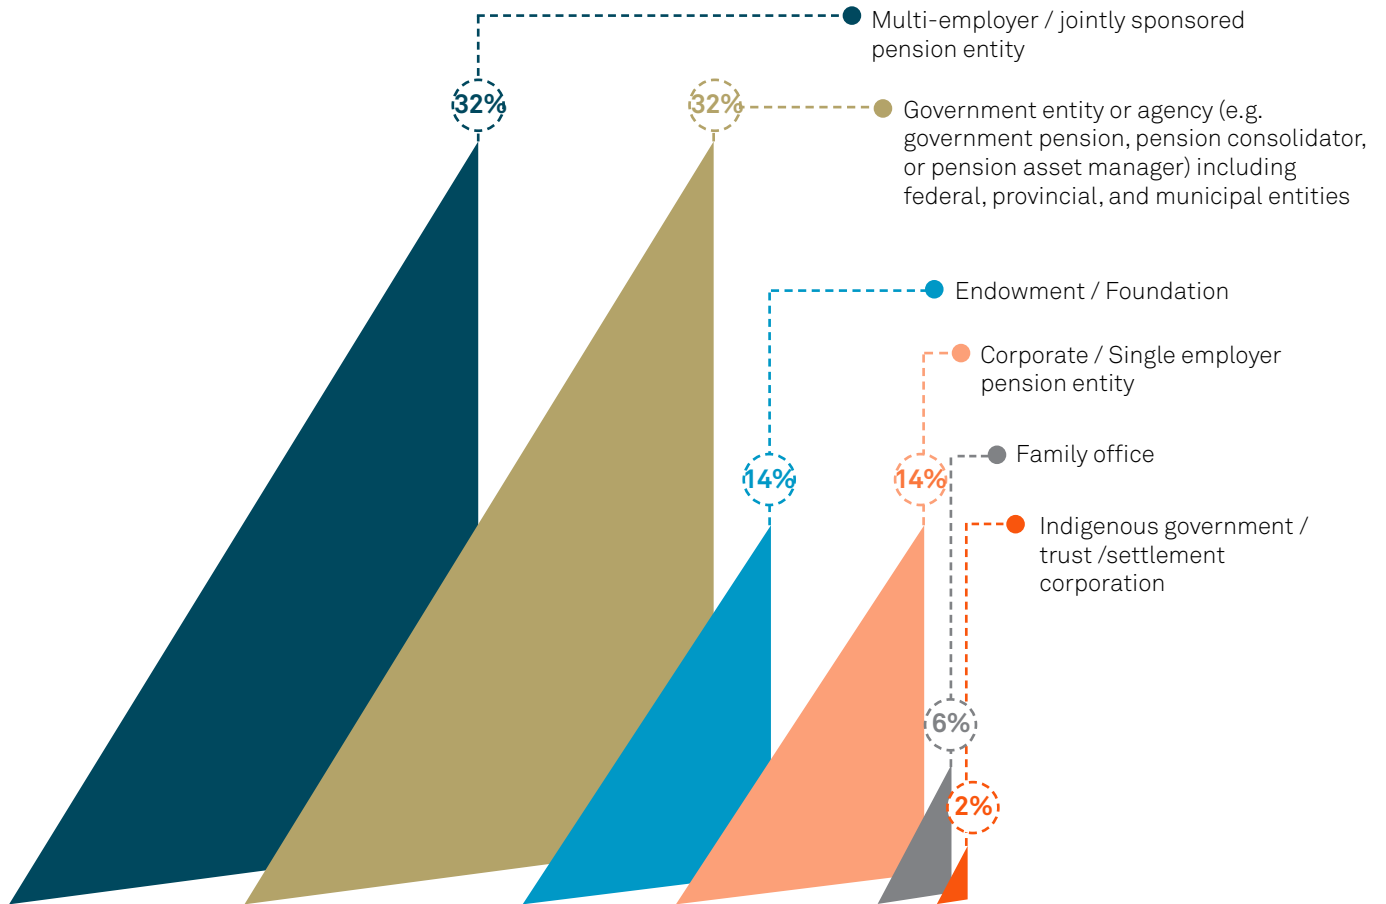 Multi-employer / jointly sponsored
pension entity
32%
32%
Government entity or agency (e.g.
government pension, pension consolidator,
or pension asset manager) including
federal, provincial, and municipal entities
Endowment / Foundation
Corporate / Single employer
pension entity
14%
14%
Family office
Indigenous government /
trust /settlement
corporation
6%
2%